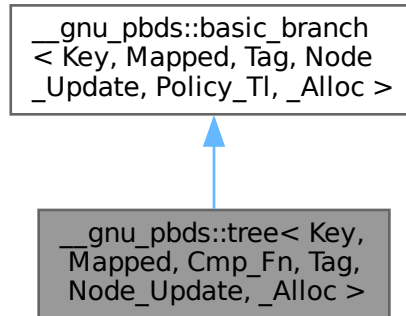 __gnu_pbds::basic_branch
< Key, Mapped, Tag, Node
_Update, Policy_Tl, _Alloc >
__gnu_pbds::tree< Key,
Mapped, Cmp_Fn, Tag,
Node_Update, _Alloc >